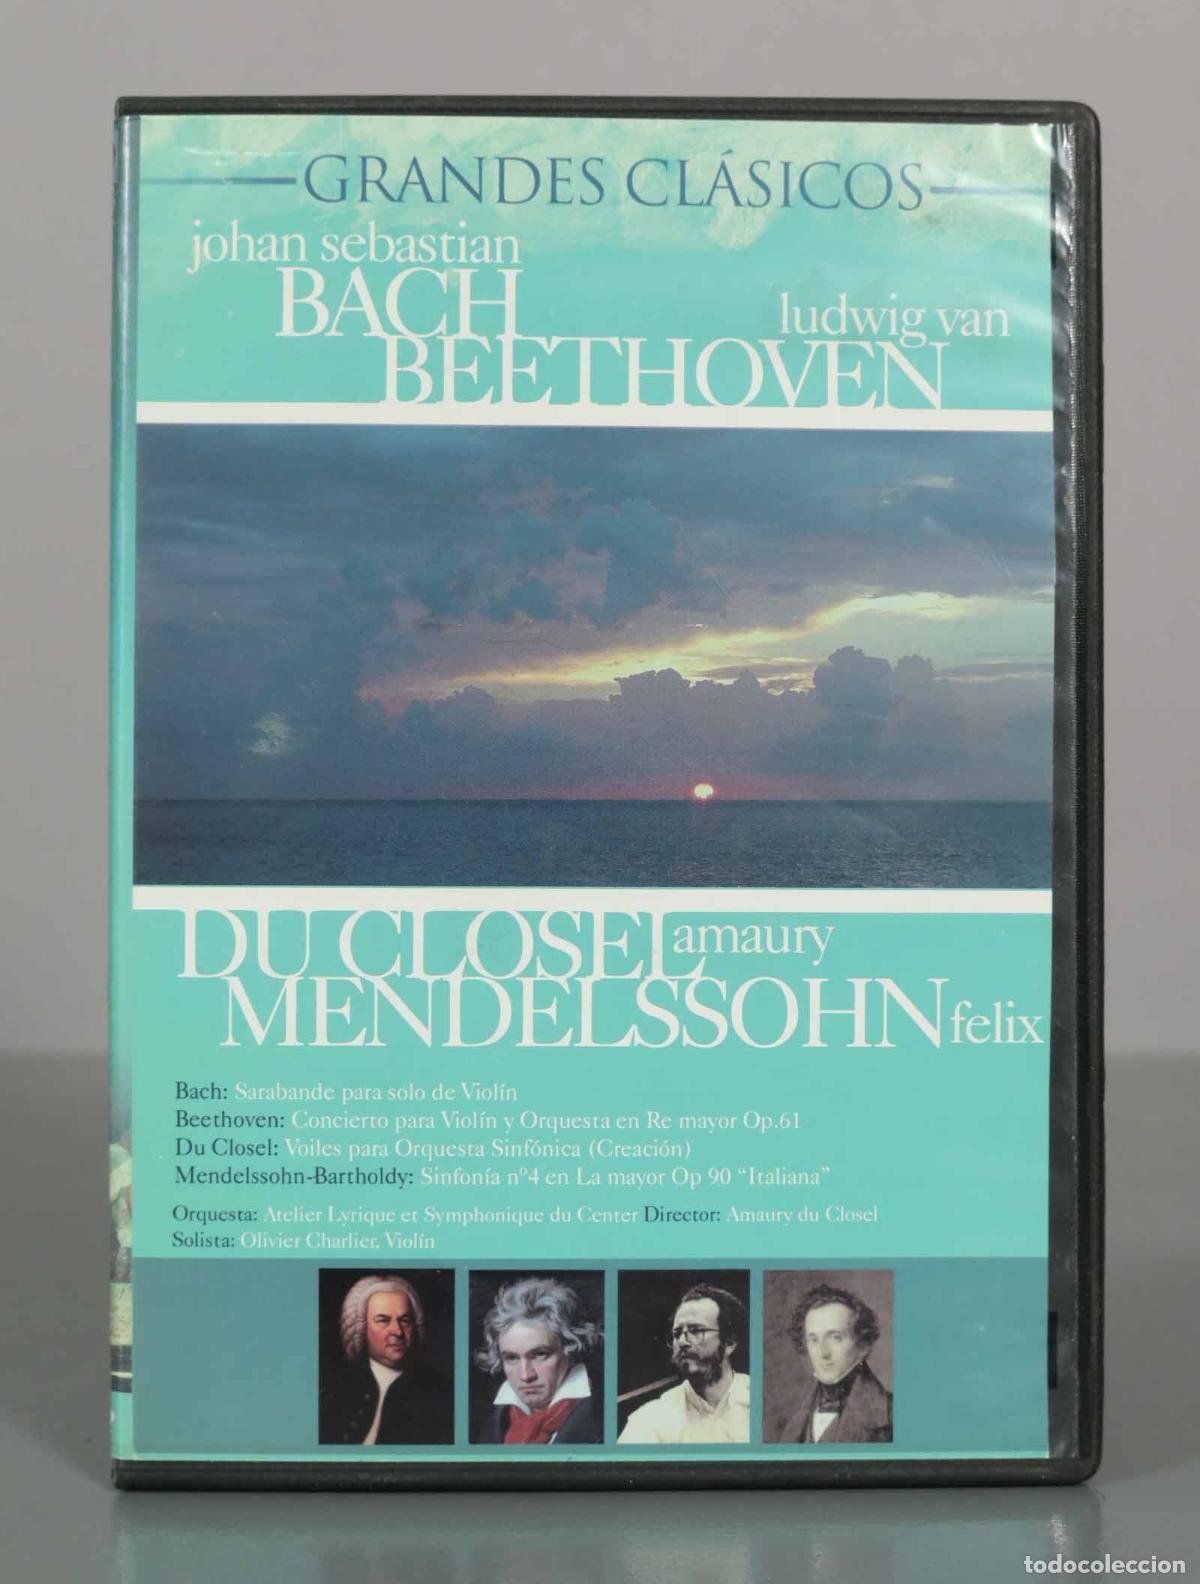 GRANDES CLÁSICOS
johan sebastian
BACH
ludwig van
BEETHOVEN
DU CLOSEL amaury
MENDELSSOHN felix
Bach: Sarabande para solo de Violín
Beethoven: Concierto para Violín y Orquesta en Re mayor Op.61
Du Closel: Voiles para Orquesta Sinfónica (Creación)
Mendelssohn-Bartholdy: Sinfonía nº4 en La mayor Op 90 “Italiana”
Orquesta: Atelier Lyrique et Symphonique du Center Director: Amaury du Closel
Solista: Olivier Charlier, Violín
todocoleccion